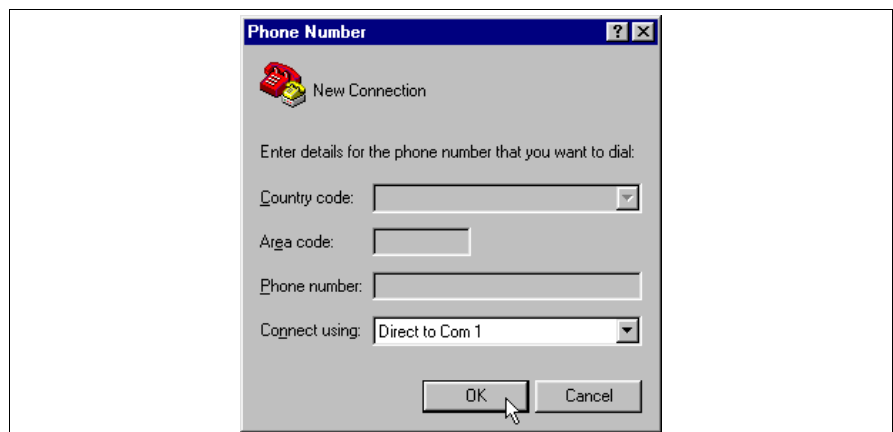 Phone Number
New Connection
Enter details for the phone number that you want to dial:
Country code:
Area code:
Phone number:
Connect using: Direct to Com 1
OK Cancel